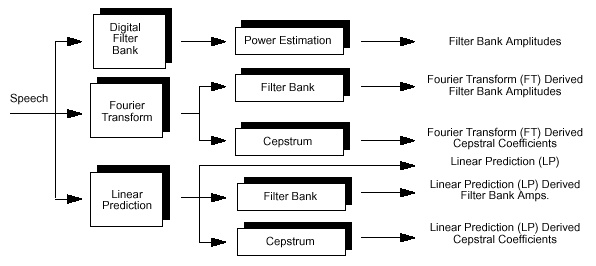 Digital
Filter
Bank
Power Estimation
Filter Bank Amplitudes
Speech
Fourier
Transform
Filter Bank
Fourier Transform (FT) Derived
Filter Bank Amplitudes
Cepstrum
Fourier Transform (FT) Derived
Cepstral Coefficients
Linear Prediction (LP)
Linear
Prediction
Filter Bank
Linear Prediction (LP) Derived
Filter Bank Amps.
Cepstrum
Linear Prediction (LP) Derived
Cepstral Coefficients